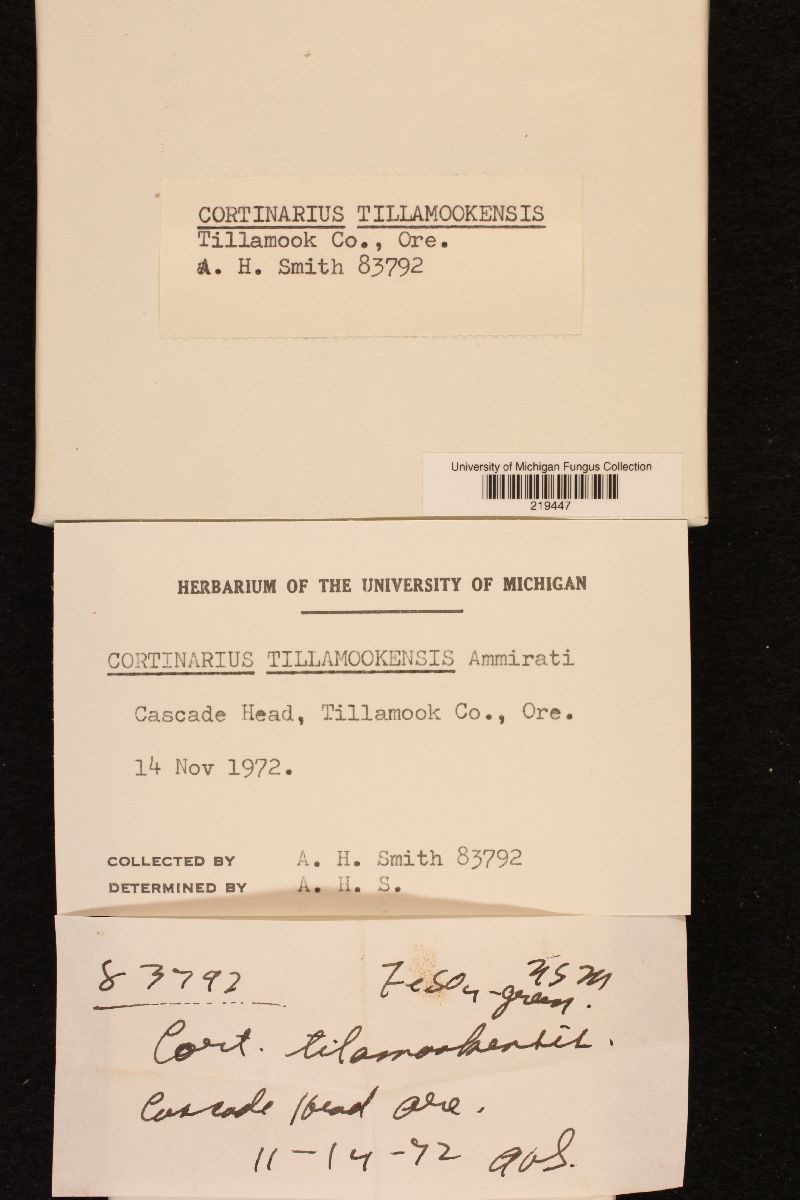 CORTINARIUS TILLAMOOKENSIS
Tillamook Co., Ore.
A. H. Smith 83792
University of Michigan Fungus Collection
219447
HERBARIUM OF THE UNIVERSITY OF MICHIGAN
CORTINARIUS TILLAMOOKENSIS Ammirati
Cascade Head, Tillamook Co., Ore.
14 Nov 1972.
COLLECTED BY A. H. Smith 83792
DETERMINED BY A. H. S.
83792 FeSO4-green.
Cort. tilamookensis.
Cascade Head Ore.
11-14-72 AHS.